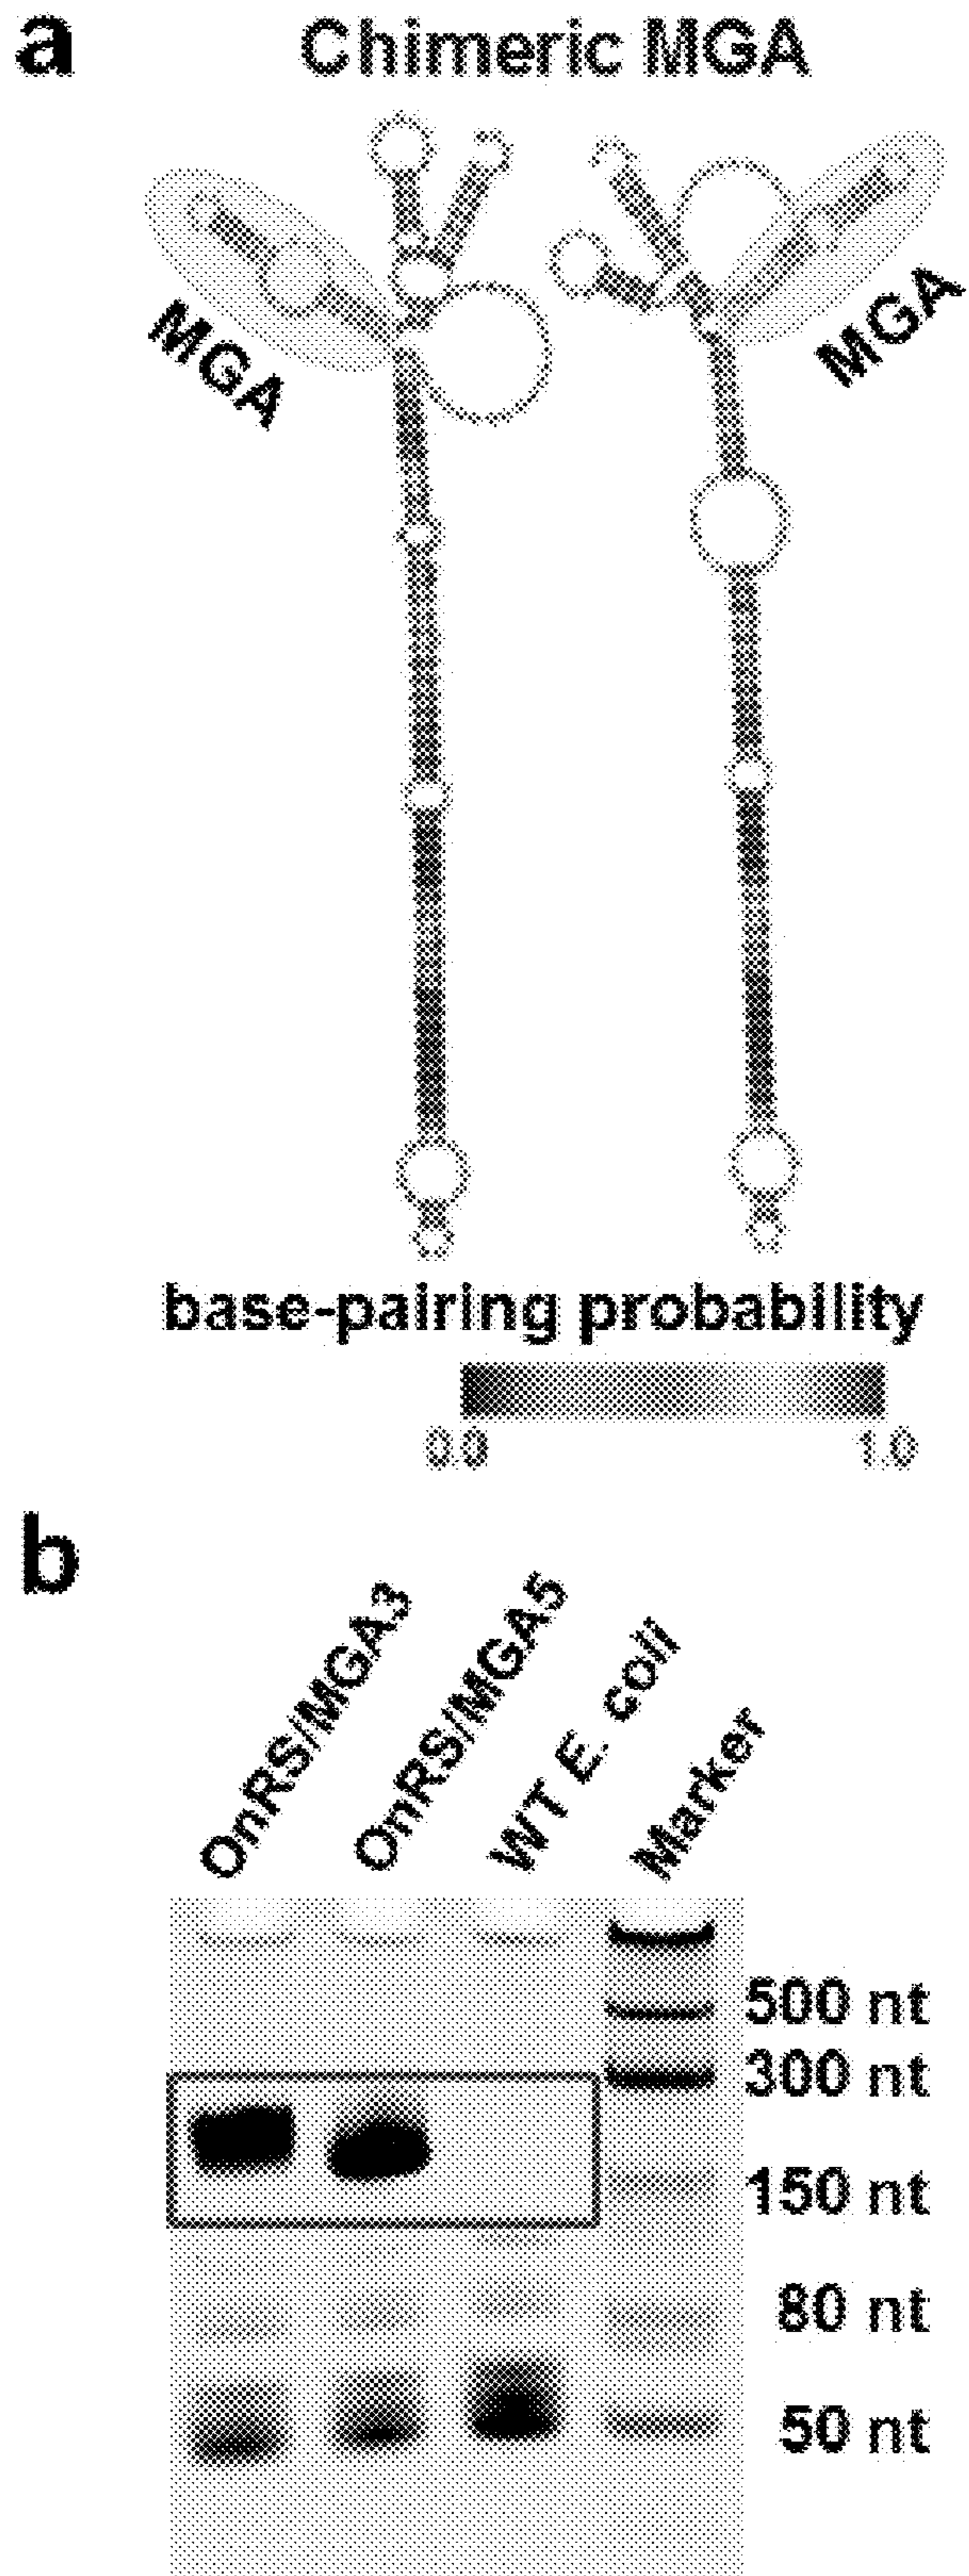 a
Chimeric MGA
MGA
MGA
base-pairing probability
0.0
1.0
b
OnRS/MGA3
OnRS/MGA5
WT E. coli
Marker
500 nt
300 nt
150 nt
80 nt
50 nt